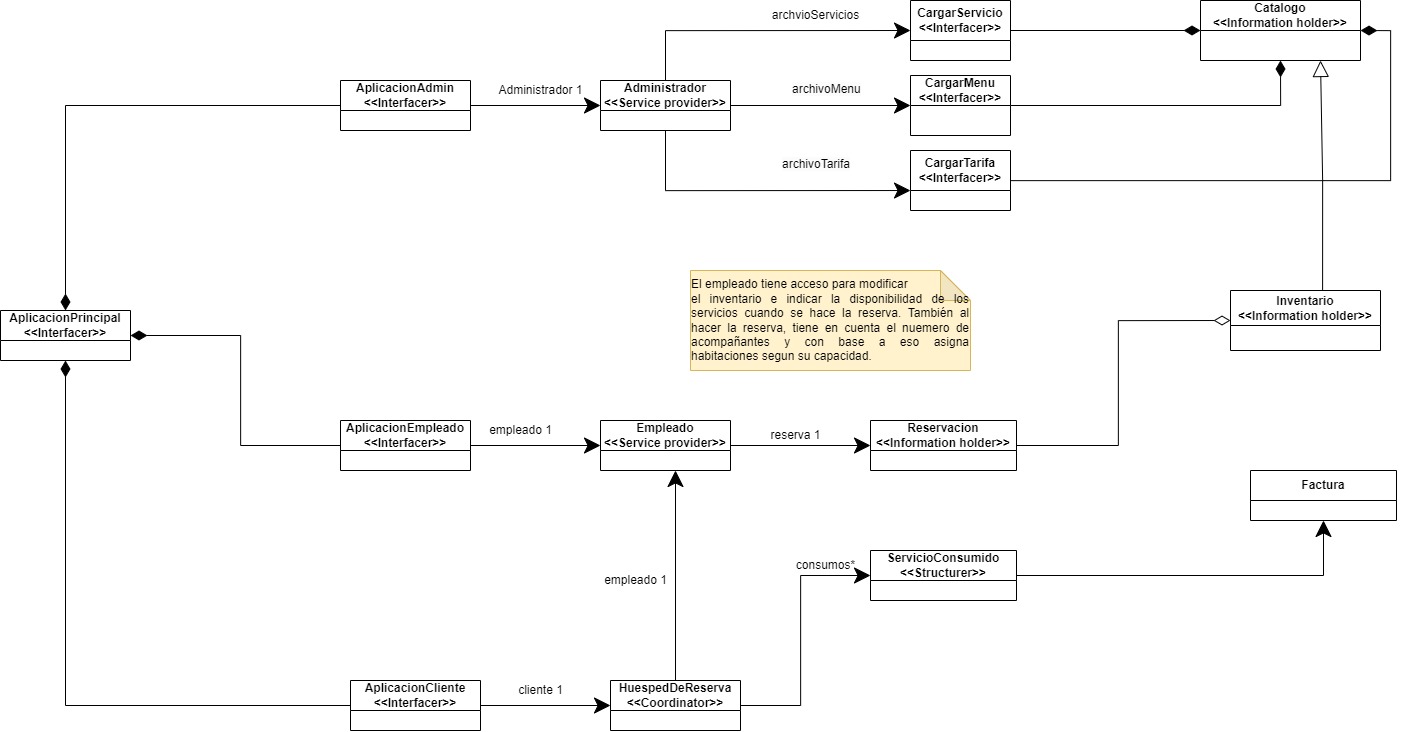 archvioServicios
CargarServicio
<<Interfacer>>
Catalogo
<<Information holder>>
AplicacionAdmin
<<Interfacer>>
Administrador 1
Administrador
<<Service provider>>
archivoMenu
CargarMenu
<<Interfacer>>
archivoTarifa
CargarTarifa
<<Interfacer>>
El empleado tiene acceso para modificar
el inventario e indicar la disponibilidad de los
servicios cuando se hace la reserva. También al
hacer la reserva, tiene en cuenta el nuemero de
acompañantes y con base a eso asigna
habitaciones segun su capacidad.
Inventario
<<Information holder>>
AplicacionPrincipal
<<Interfacer>>
AplicacionEmpleado
<<Interfacer>>
empleado 1
Empleado
<<Service provider>>
reserva 1
Reservacion
<<Information holder>>
Factura
empleado 1
consumos*
ServicioConsumido
<<Structurer>>
AplicacionCliente
<<Interfacer>>
cliente 1
HuespedDeReserva
<<Coordinator>>